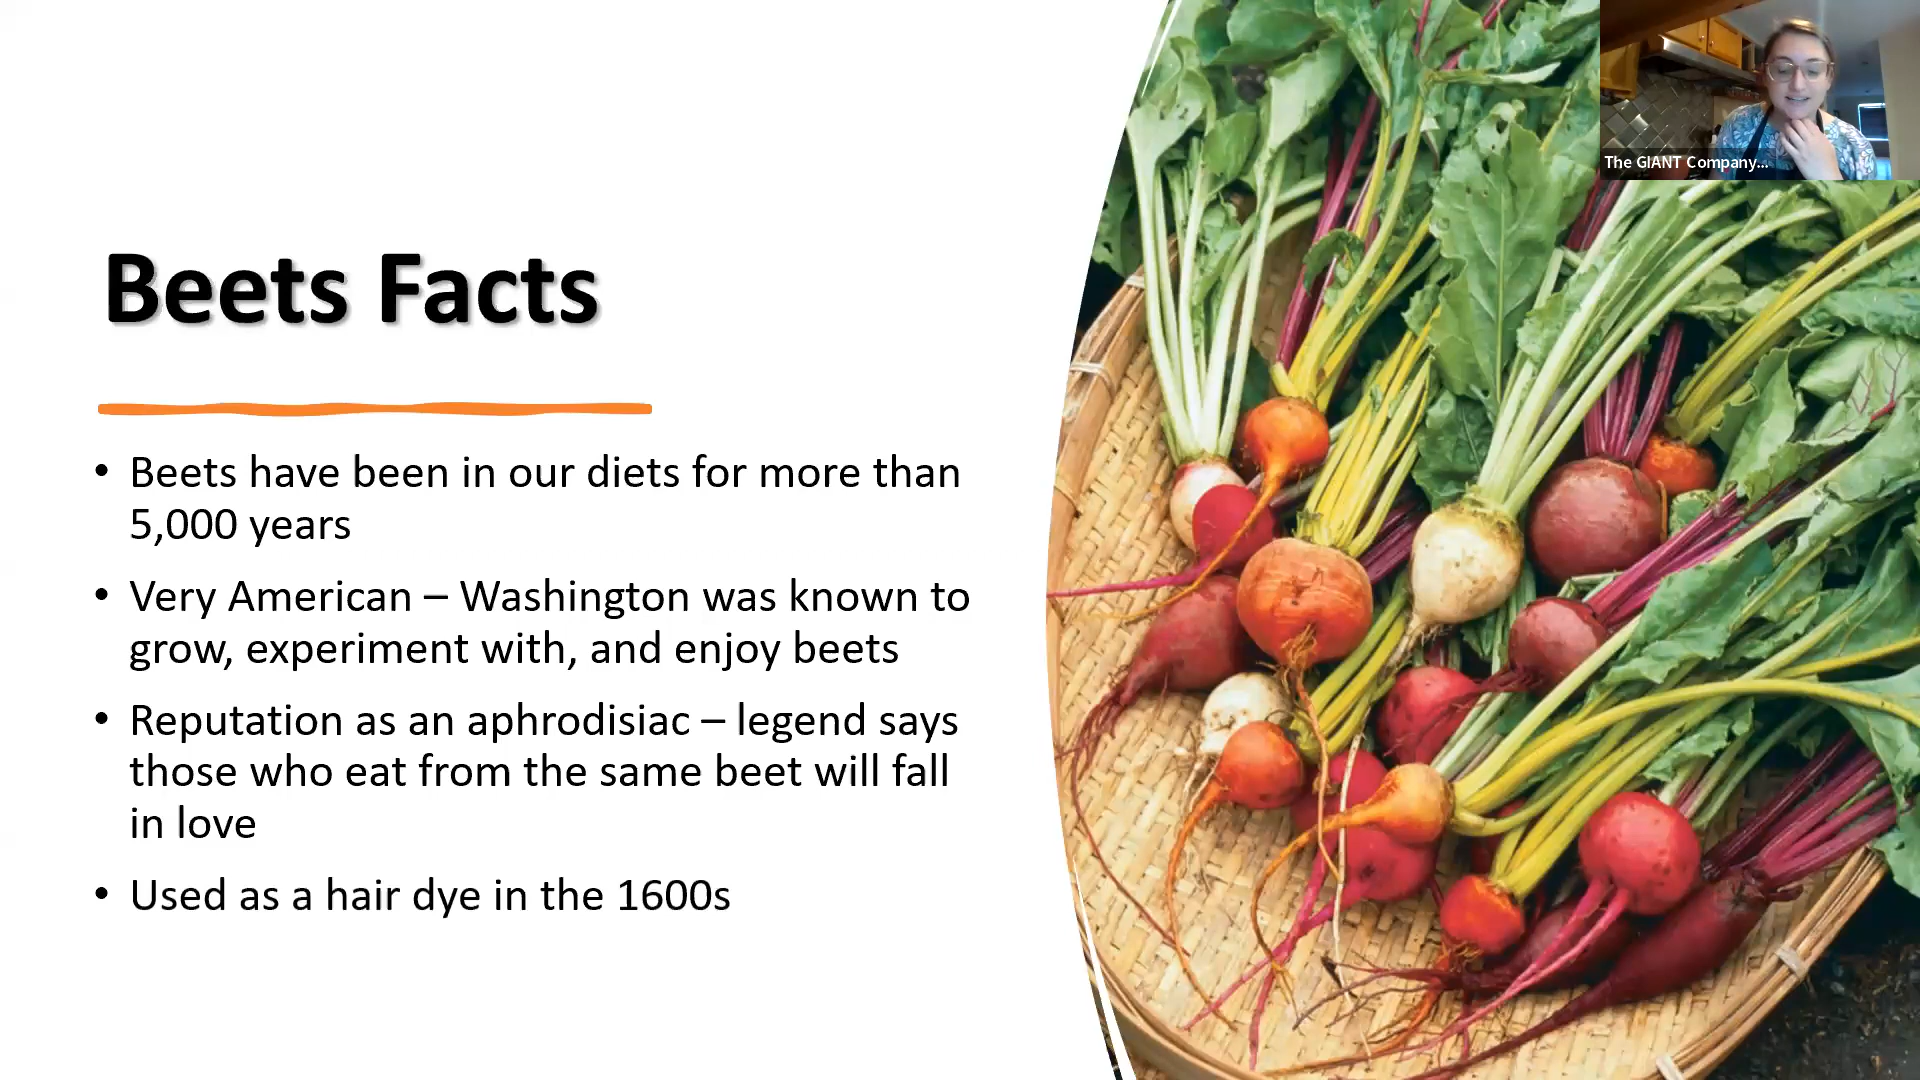 The GIANT Company...
Beets Facts
• Beets have been in our diets for more than
5,000 years
• Very American – Washington was known to
grow, experiment with, and enjoy beets
• Reputation as an aphrodisiac – legend says
those who eat from the same beet will fall
in love
• Used as a hair dye in the 1600s